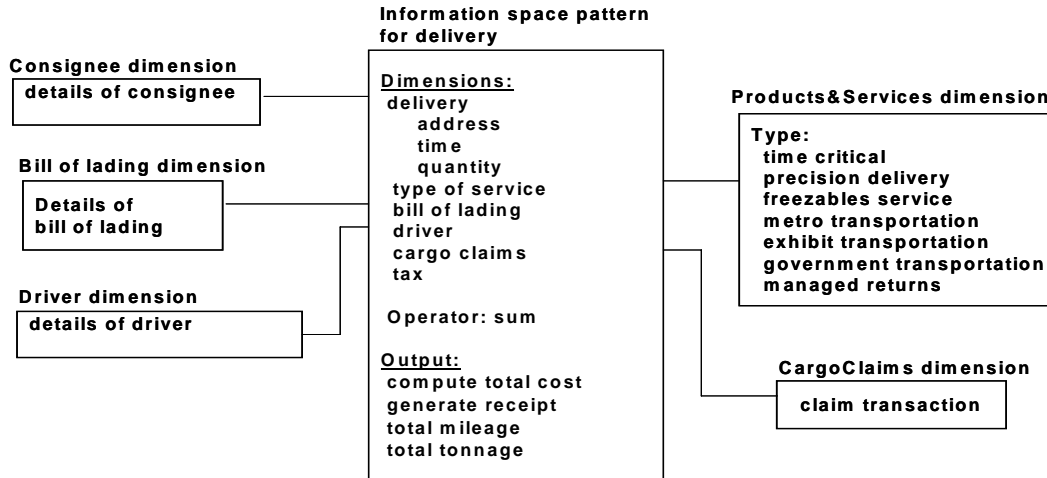 Information space pattern
for delivery
Consignee dimension
details of consignee
Bill of lading dimension
Details of
bill of lading
Driver dimension
details of driver
Dimensions:
delivery
address
time
quantity
type of service
bill of lading
driver
cargo claims
tax
Operator: sum
Output:
compute total cost
generate receipt
total mileage
total tonnage
Products&Services dimension
Type:
time critical
precision delivery
freezables service
metro transportation
exhibit transportation
government transportation
managed returns
CargoClaims dimension
claim transaction